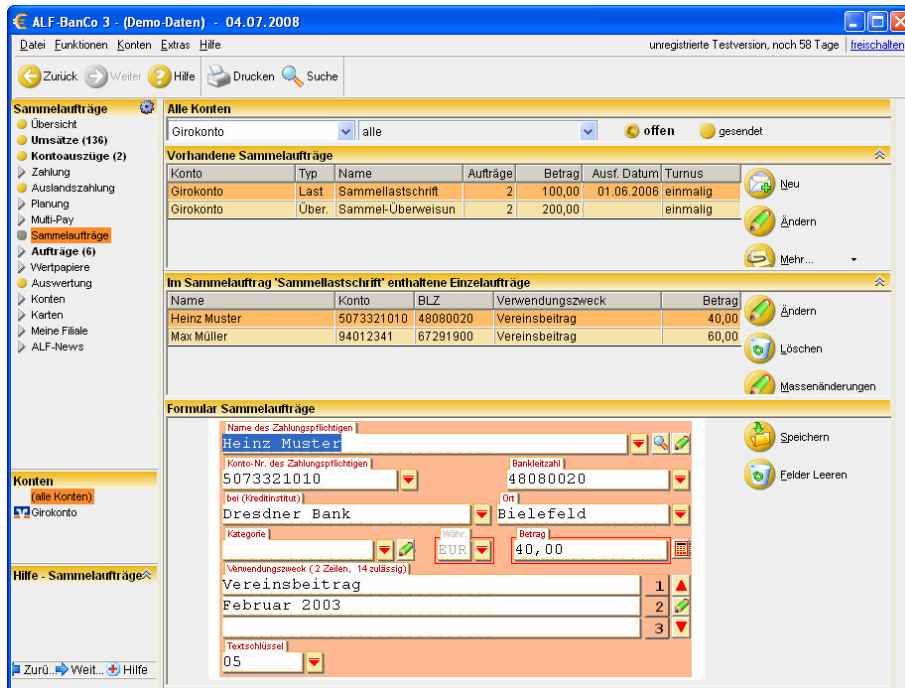 ALF-BanCo 3 - (Demo-Daten) - 04.07.2008
Datei Funktionen Konten Extras Hilfe
unregistrierte Testversion, noch 58 Tage freischalten
Zurück Weiter Hilfe Drucken Suche
Sammelaufträge
Übersicht
Umsätze (136)
Kontoauszüge (2)
Zahlung
Auslandszahlung
Planung
Multi-Pay
Sammelaufträge
Aufträge (6)
Wertpapiere
Auswertung
Konten
Karten
Meine Filiale
ALF-News
Konten
(alle Konten)
Girokonto
Hilfe - Sammelaufträge
Zurü.. Weit... Hilfe
Alle Konten
Girokonto alle offen gesendet
Vorhandene Sammelaufträge
Konto Typ Name Aufträge Betrag Ausf. Datum Turnus
Girokonto Last Sammellastschrift 2 100,00 01.06.2006 einmalig
Girokonto Über. Sammel-Überweisun 2 200,00 einmalig
Neu
Ändern
Mehr...
Im Sammelauftrag 'Sammellastschrift' enthaltene Einzelaufträge
Name Konto BLZ Verwendungszweck Betrag
Heinz Muster 5073321010 48080020 Vereinsbeitrag 40,00
Max Müller 94012341 67291900 Vereinsbeitrag 60,00
Ändern
Löschen
Massenänderungen
Formular Sammelaufträge
Name des Zahlungspflichtigen
Heinz Muster
Konto-Nr. des Zahlungspflichtigen Bankleitzahl
5073321010 48080020
bei (Kreditinstitut) Ort
Dresdner Bank Bielefeld
Kategorie Währ. Betrag
EUR 40,00
Verwendungszweck ( 2 Zeilen, 14 zulässig)
Vereinsbeitrag 1
Februar 2003 2
3
Textschlüssel
05
Speichern
Felder Leeren